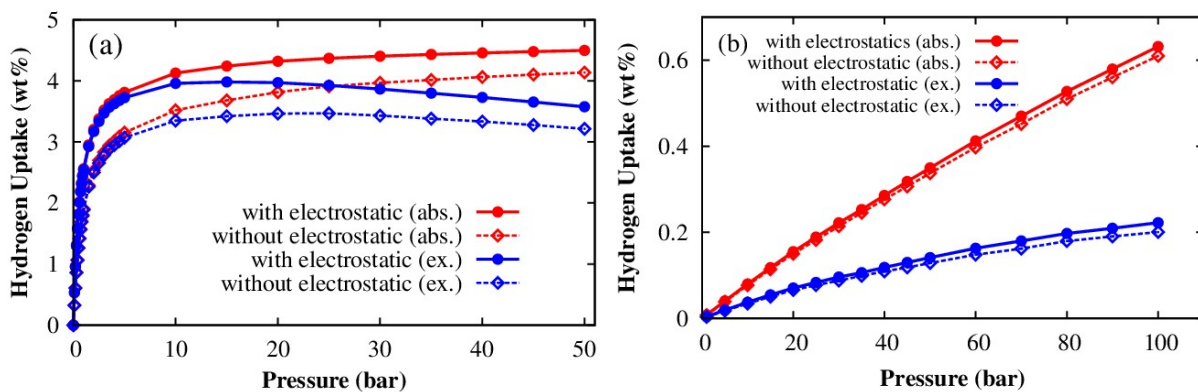 (a)
Hydrogen Uptake (wt%)
5
4
3
2
1
0
with electrostatic (abs.)
without electrostatic (abs.)
with electrostatic (ex.)
without electrostatic (ex.)
0 10 20 30 40 50
Pressure (bar)
(b)
Hydrogen Uptake (wt%)
0.6
0.4
0.2
0
with electrostatics (abs.)
without electrostatic (abs.)
with electrostatic (ex.)
without electrostatic (ex.)
0 20 40 60 80 100
Pressure (bar)